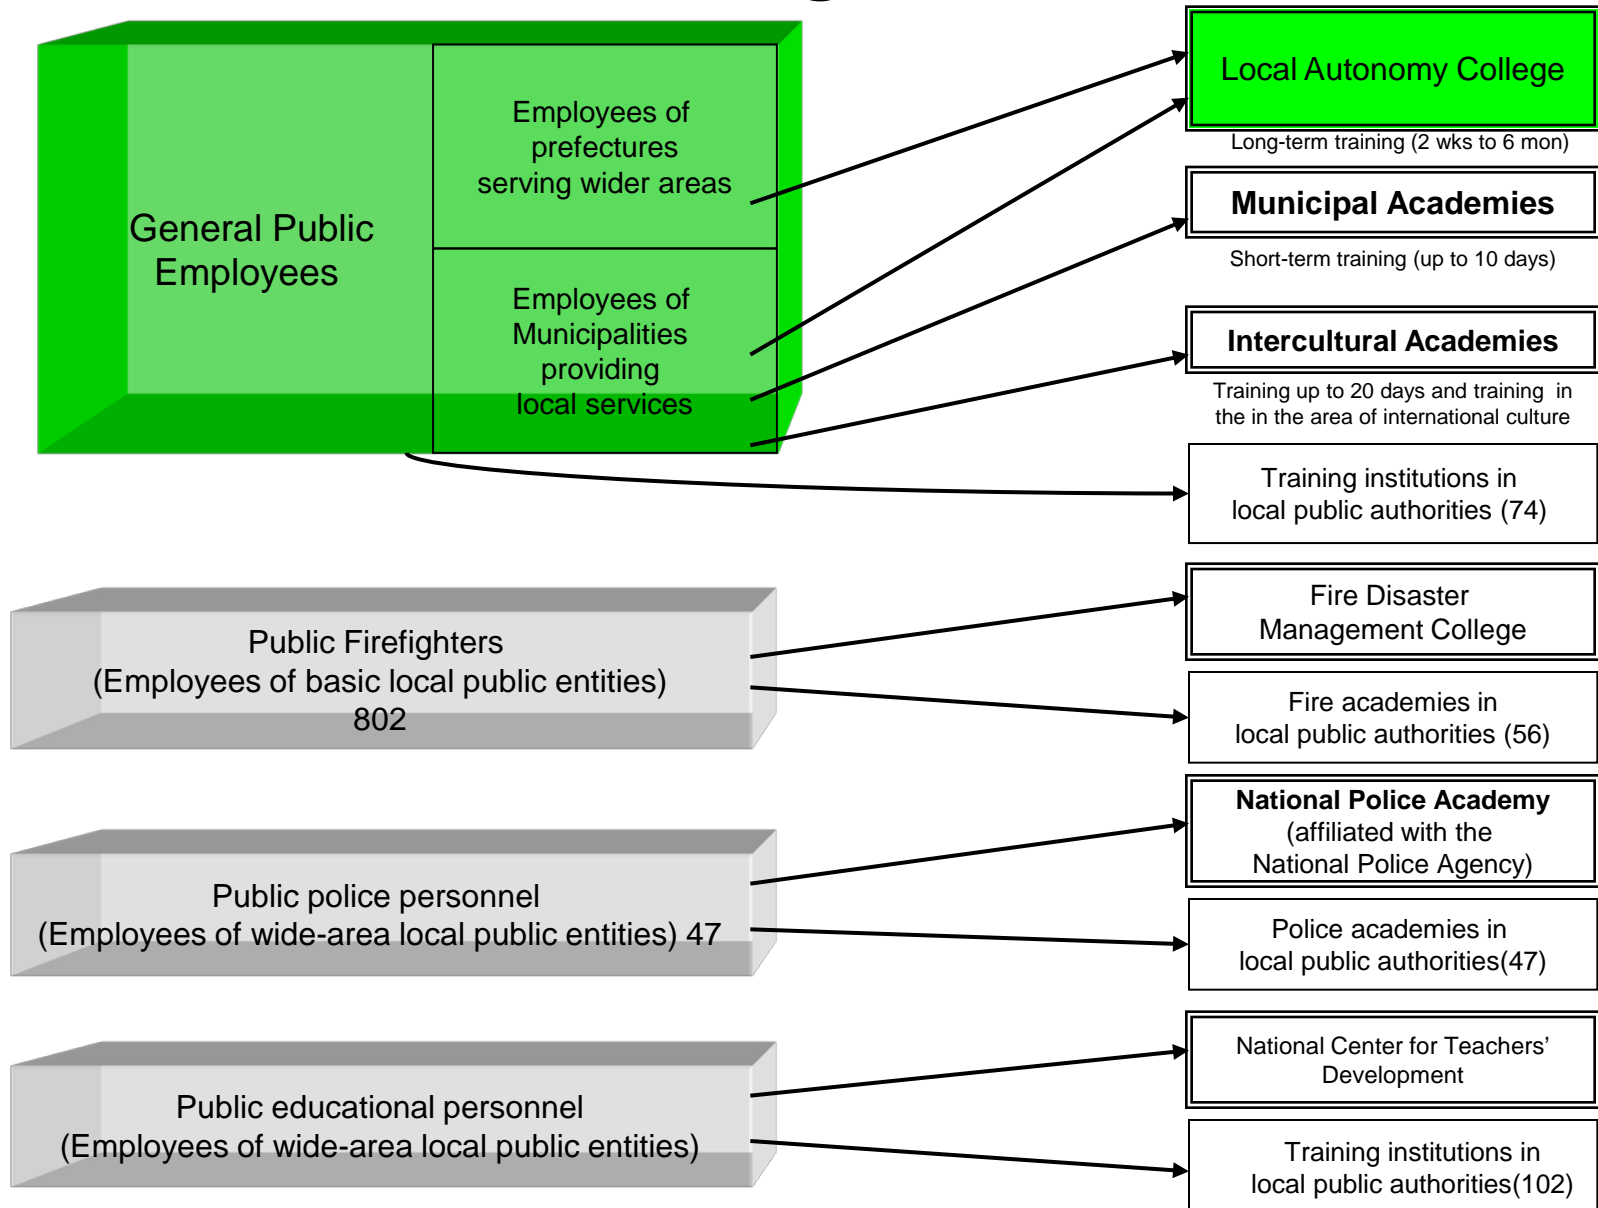 General Public
Employees
Employees of
prefectures
serving wider areas
Employees of
Municipalities
providing
local services
Local Autonomy College
Long-term training (2 wks to 6 mon)
Municipal Academies
Short-term training (up to 10 days)
Intercultural Academies
Training up to 20 days and training in
the in the area of international culture
Training institutions in
local public authorities (74)
Public Firefighters
(Employees of basic local public entities)
802
Fire Disaster
Management College
Fire academies in
local public authorities (56)
Public police personnel
(Employees of wide-area local public entities) 47
National Police Academy
(affiliated with the
National Police Agency)
Police academies in
local public authorities(47)
Public educational personnel
(Employees of wide-area local public entities)
National Center for Teachers’
Development
Training institutions in
local public authorities(102)